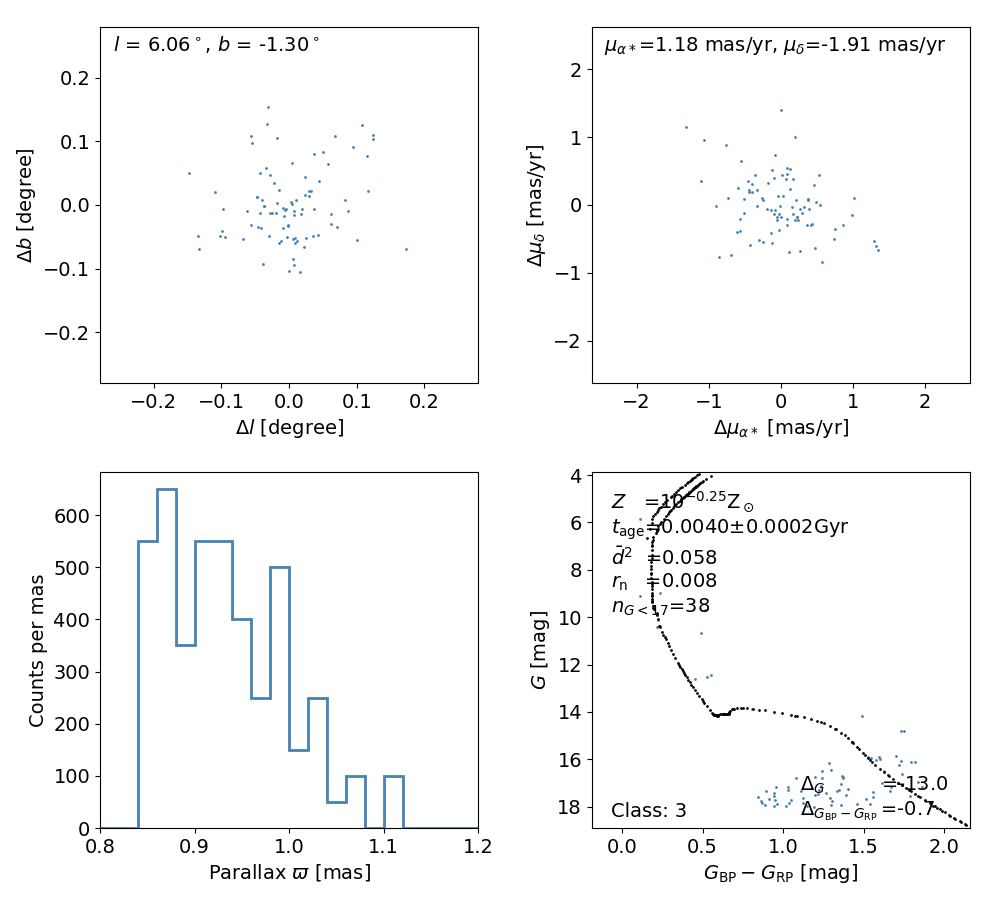 l = 6.06°, b = -1.30°
0.2
0.1
0.0
−0.1
−0.2
Δb [degree]
−0.2 −0.1 0.0 0.1 0.2
Δl [degree]
μα*=1.18 mas/yr, μδ=-1.91 mas/yr
2
1
0
−1
−2
Δμδ [mas/yr]
−2 −1 0 1 2
Δμα* [mas/yr]
600
500
400
300
200
100
0
Counts per mas
0.8 0.9 1.0 1.1 1.2
Parallax ϖ [mas]
4
6
8
10
12
14
16
18
G [mag]
Z =10^−0.25 Z⊙
t_age=0.0040±0.0002Gyr
d̄² =0.058
r_n =0.008
n_G<17=38
Δ_G =-13.0
Class: 3
Δ_GBP−GRP=-0.7
0.0 0.5 1.0 1.5 2.0
G_BP − G_RP [mag]